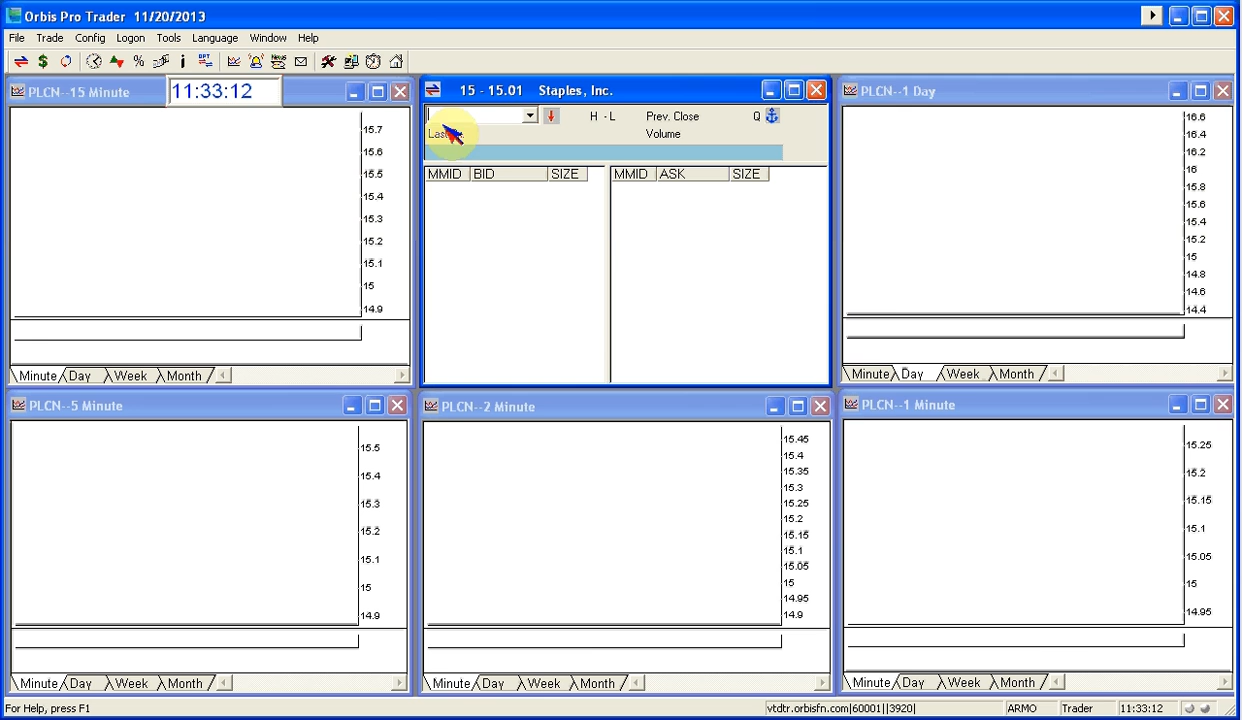 Orbis Pro Trader 11/20/2013
File Trade Config Logon Tools Language Window Help
PLCN--15 Minute
11:33:12
15.7
15.6
15.5
15.4
15.3
15.2
15.1
15
14.9
Minute Day Week Month
15 - 15.01 Staples, Inc.
H - L Prev. Close Q
Volume
MMID BID SIZE MMID ASK SIZE
PLCN--1 Day
16.6
16.4
16.2
16
15.8
15.6
15.4
15.2
15
14.8
14.6
14.4
Minute Day Week Month
PLCN--5 Minute
15.5
15.4
15.3
15.2
15.1
15
14.9
Minute Day Week Month
PLCN--2 Minute
15.45
15.4
15.35
15.3
15.25
15.2
15.15
15.1
15.05
15
14.95
14.9
Minute Day Week Month
PLCN--1 Minute
15.25
15.2
15.15
15.1
15.05
15
14.95
Minute Day Week Month
For Help, press F1
vtdtr.orbisfn.com|60001||3920| ARMO Trader 11:33:12